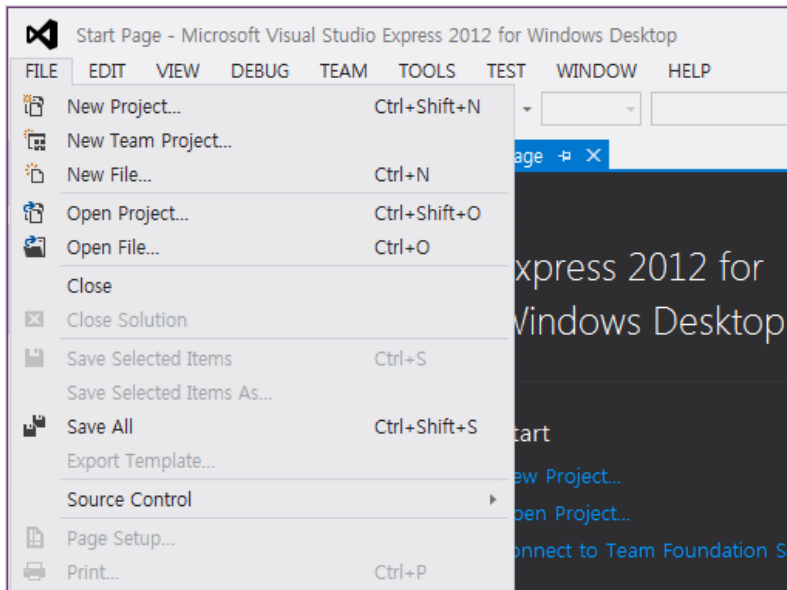 Start Page - Microsoft Visual Studio Express 2012 for Windows Desktop
FILE EDIT VIEW DEBUG TEAM TOOLS TEST WINDOW HELP
New Project... Ctrl+Shift+N
New Team Project...
New File... Ctrl+N
Open Project... Ctrl+Shift+O
Open File... Ctrl+O
Close
Close Solution
Save Selected Items Ctrl+S
Save Selected Items As...
Save All Ctrl+Shift+S
Export Template...
Source Control
Page Setup...
Print... Ctrl+P
age
xpress 2012 for
Windows Desktop
tart
ew Project...
pen Project...
onnect to Team Foundation S